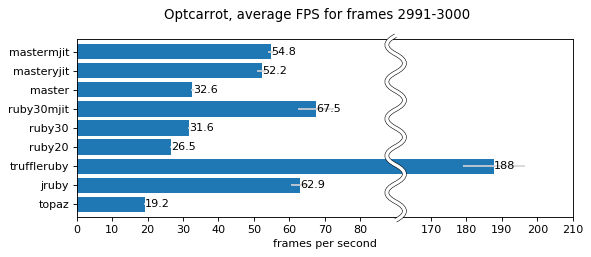 Optcarrot, average FPS for frames 2991-3000
mastermjit 54.8
masteryjit 52.2
master 32.6
ruby30mjit 67.5
ruby30 31.6
ruby20 26.5
truffleruby 188
jruby 62.9
topaz 19.2
0 10 20 30 40 50 60 70 80 170 180 190 200 210
frames per second